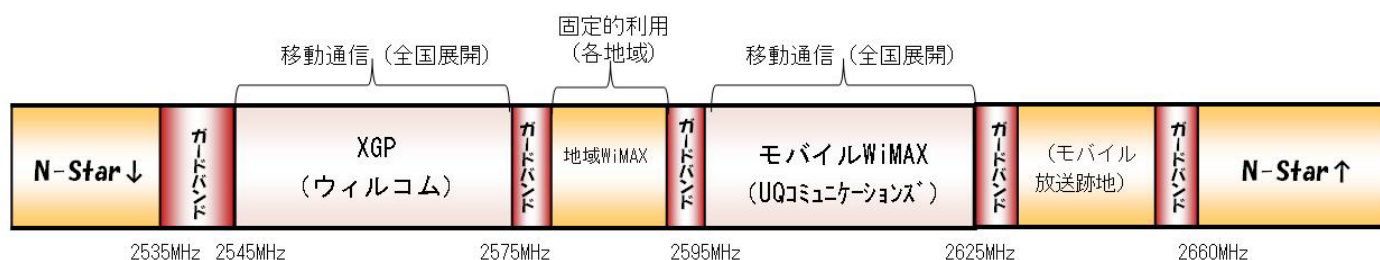 固定的利用
(各地域)
移動通信 (全国展開)
移動通信 (全国展開)
N-Star↓
ガードバンド
XGP
(ウィルコム)
ガードバンド
地域WiMAX
ガードバンド
モバイルWiMAX
(UQコミュニケーションズ)
ガードバンド
(モバイル
放送跡地)
ガードバンド
N-Star↑
2535MHz 2545MHz 2575MHz 2595MHz 2625MHz 2660MHz